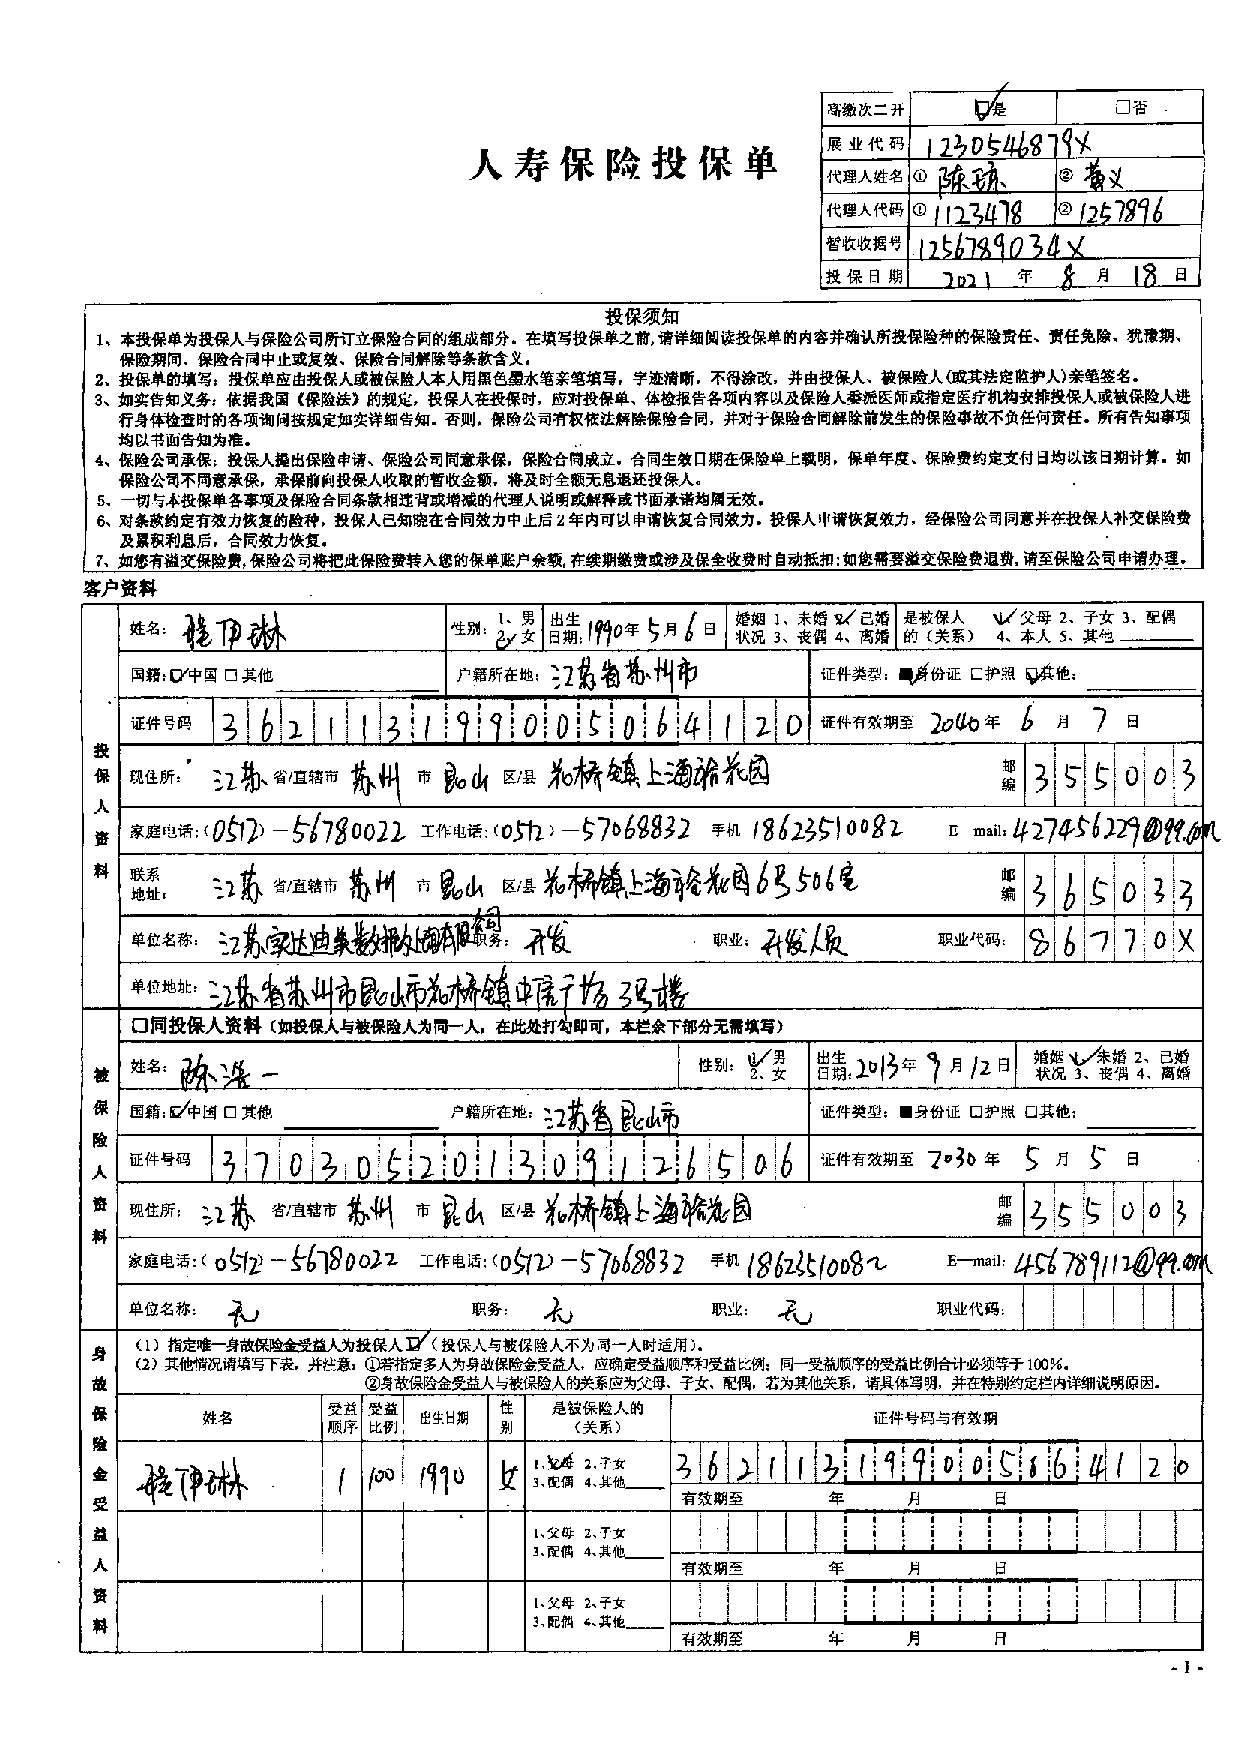 高缴次二开 ☑是 □否
人寿保险投保单
展业代码 1230546879X
代理人姓名 ① 陈琼 ② 黄义
代理人代码 ① 1123478 ② 1257896
暂收收据号 1256789034X
投保日期 2021 年 8 月 18 日
投保须知
1、本投保单为投保人与保险公司所订立保险合同的组成部分。在填写投保单之前,请详细阅读投保单的内容并确认所投保险种的保险责任、责任免除、犹豫期、
保险期间、保险合同中止或复效、保险合同解除等条款含义。
2、投保单的填写：投保单应由投保人或被保险人本人用黑色墨水笔亲笔填写，字迹清晰，不得涂改，并由投保人、被保险人(或其法定监护人)亲笔签名。
3、如实告知义务：依据我国《保险法》的规定，投保人在投保时，应对投保单、体检报告各项内容以及保险人委派医师或指定医疗机构安排投保人或被保险人进
行身体检查时的各项询问按规定如实详细告知。否则，保险公司有权依法解除保险合同，并对于保险合同解除前发生的保险事故不负任何责任。所有告知事项
均以书面告知为准。
4、保险公司承保：投保人提出保险申请、保险公司同意承保，保险合同成立。合同生效日期在保险单上载明，保单年度、保险费约定支付日均以该日期计算。如
保险公司不同意承保，承保前向投保人收取的暂收金额，将及时全额无息退还投保人。
5、一切与本投保单各事项及保险合同条款相违背或增减的代理人说明或解释或书面承诺均属无效。
6、对条款约定有效力恢复的险种，投保人已知晓在合同效力中止后2年内可以申请恢复合同效力。投保人申请恢复效力，经保险公司同意并在投保人补交保险费
及累积利息后，合同效力恢复。
7、如您有溢交保险费,保险公司将把此保险费转入您的保单账户余额,在续期缴费或涉及保全收费时自动抵扣;如您需要溢交保险费退费,请至保险公司申请办理。
客户资料
投保人资料
姓名： 程伊琳 性别：1、男 2、女 出生日期：1990年 5月 6日 婚姻状况 1、未婚 2、已婚 3、丧偶 4、离婚 是被保人的（关系） 1、父母 2、子女 3、配偶 4、本人 5、其他
国籍：☑中国 □其他 户籍所在地：江苏省苏州市 证件类型：■身份证 □护照 ☑其他：
证件号码 362113199005064120 证件有效期至 2040 年 6 月 7 日
现住所： 江苏 省/直辖市 苏州 市 昆山 区/县 花桥镇上海裕花园 邮编 355003
家庭电话：(0512)-56780022 工作电话：(0512)-57068832 手机 18623510082 E mail: 427456229@99.com
联系地址： 江苏 省/直辖市 苏州 市 昆山 区/县 花桥镇上海裕花园6号506室 邮编 365033
单位名称： 江苏实达迪美数据处理有限公司 职务： 开发 职业： 开发人员 职业代码： 86770X
单位地址：江苏省苏州市昆山市花桥镇中信广场3号楼
被保险人资料
□同投保人资料（如投保人与被保险人为同一人，在此处打勾即可，本栏余下部分无需填写）
姓名： 陈浩一 性别：1、男 2、女 出生日期：2013年 9月 12日 婚姻状况 1、未婚 2、已婚 3、丧偶 4、离婚
国籍：☑中国 □其他 户籍所在地：江苏省昆山市 证件类型：■身份证 □护照 □其他：
证件号码 370305201309126506 证件有效期至 2030 年 5 月 5 日
现住所： 江苏 省/直辖市 苏州 市 昆山 区/县 花桥镇上海裕花园 邮编 355003
家庭电话：(0512)-56780022 工作电话：(0512)-57068832 手机 18623510082 E—mail: 456789112@99.com
单位名称： 无 职务： 无 职业： 无 职业代码：
身故保险金受益人资料
（1）指定唯一身故保险金受益人为投保人☑（投保人与被保险人不为同一人时适用）。
（2）其他情况请填写下表，并注意：①若指定多人为身故保险金受益人，应确定受益顺序和受益比例；同一受益顺序的受益比例合计必须等于100%。
②身故保险金受益人与被保险人的关系应为父母、子女、配偶，若为其他关系，请具体写明，并在特别约定栏内详细说明原因。
姓名 受益顺序 受益比例 出生日期 性别 是被保险人的（关系） 证件号码与有效期
程伊琳 1 100 1990 女 1、父母 2、子女 3、配偶 4、其他 362113199005064120
有效期至 年 月 日
1、父母 2、子女
3、配偶 4、其他
有效期至 年 月 日
1、父母 2、子女
3、配偶 4、其他
有效期至 年 月 日
- 1 -